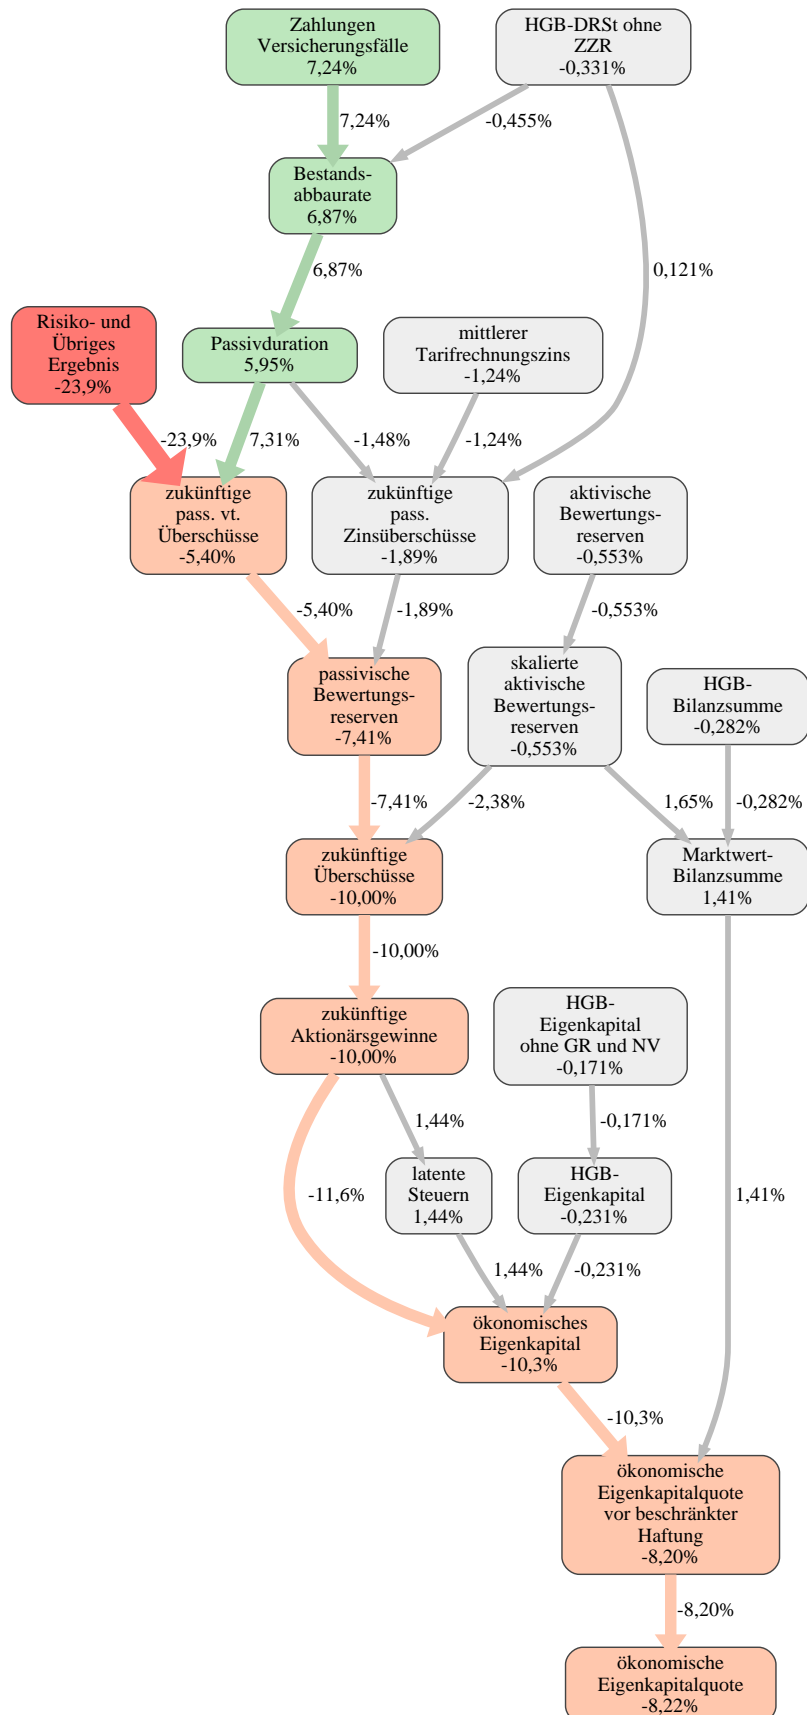 Zahlungen
Versicherungsfälle
7,24%
HGB-DRSt ohne
ZZR
-0,331%
7,24%
-0,455%
Bestands-
abbaurate
6,87%
6,87%
0,121%
Risiko- und
Übriges
Ergebnis
-23,9%
Passivduration
5,95%
mittlerer
Tarifrechnungszins
-1,24%
-23,9%
7,31%
-1,48%
-1,24%
zukünftige
pass. vt.
Überschüsse
-5,40%
zukünftige
pass.
Zinsüberschüsse
-1,89%
aktivische
Bewertungs-
reserven
-0,553%
-5,40%
-1,89%
-0,553%
passivische
Bewertungs-
reserven
-7,41%
skalierte
aktivische
Bewertungs-
reserven
-0,553%
HGB-
Bilanzsumme
-0,282%
-7,41%
-2,38%
1,65%
-0,282%
zukünftige
Überschüsse
-10,00%
Marktwert-
Bilanzsumme
1,41%
-10,00%
zukünftige
Aktionärsgewinne
-10,00%
HGB-
Eigenkapital
ohne GR und NV
-0,171%
1,44%
-0,171%
-11,6%
latente
Steuern
1,44%
HGB-
Eigenkapital
-0,231%
1,41%
1,44%
-0,231%
ökonomisches
Eigenkapital
-10,3%
-10,3%
ökonomische
Eigenkapitalquote
vor beschränkter
Haftung
-8,20%
-8,20%
ökonomische
Eigenkapitalquote
-8,22%